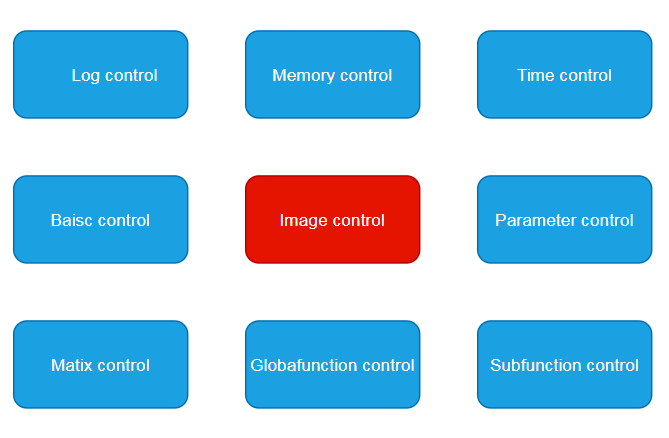 Log control
Memory control
Time control
Baisc control
Image control
Parameter control
Matix control
Globafunction control
Subfunction control